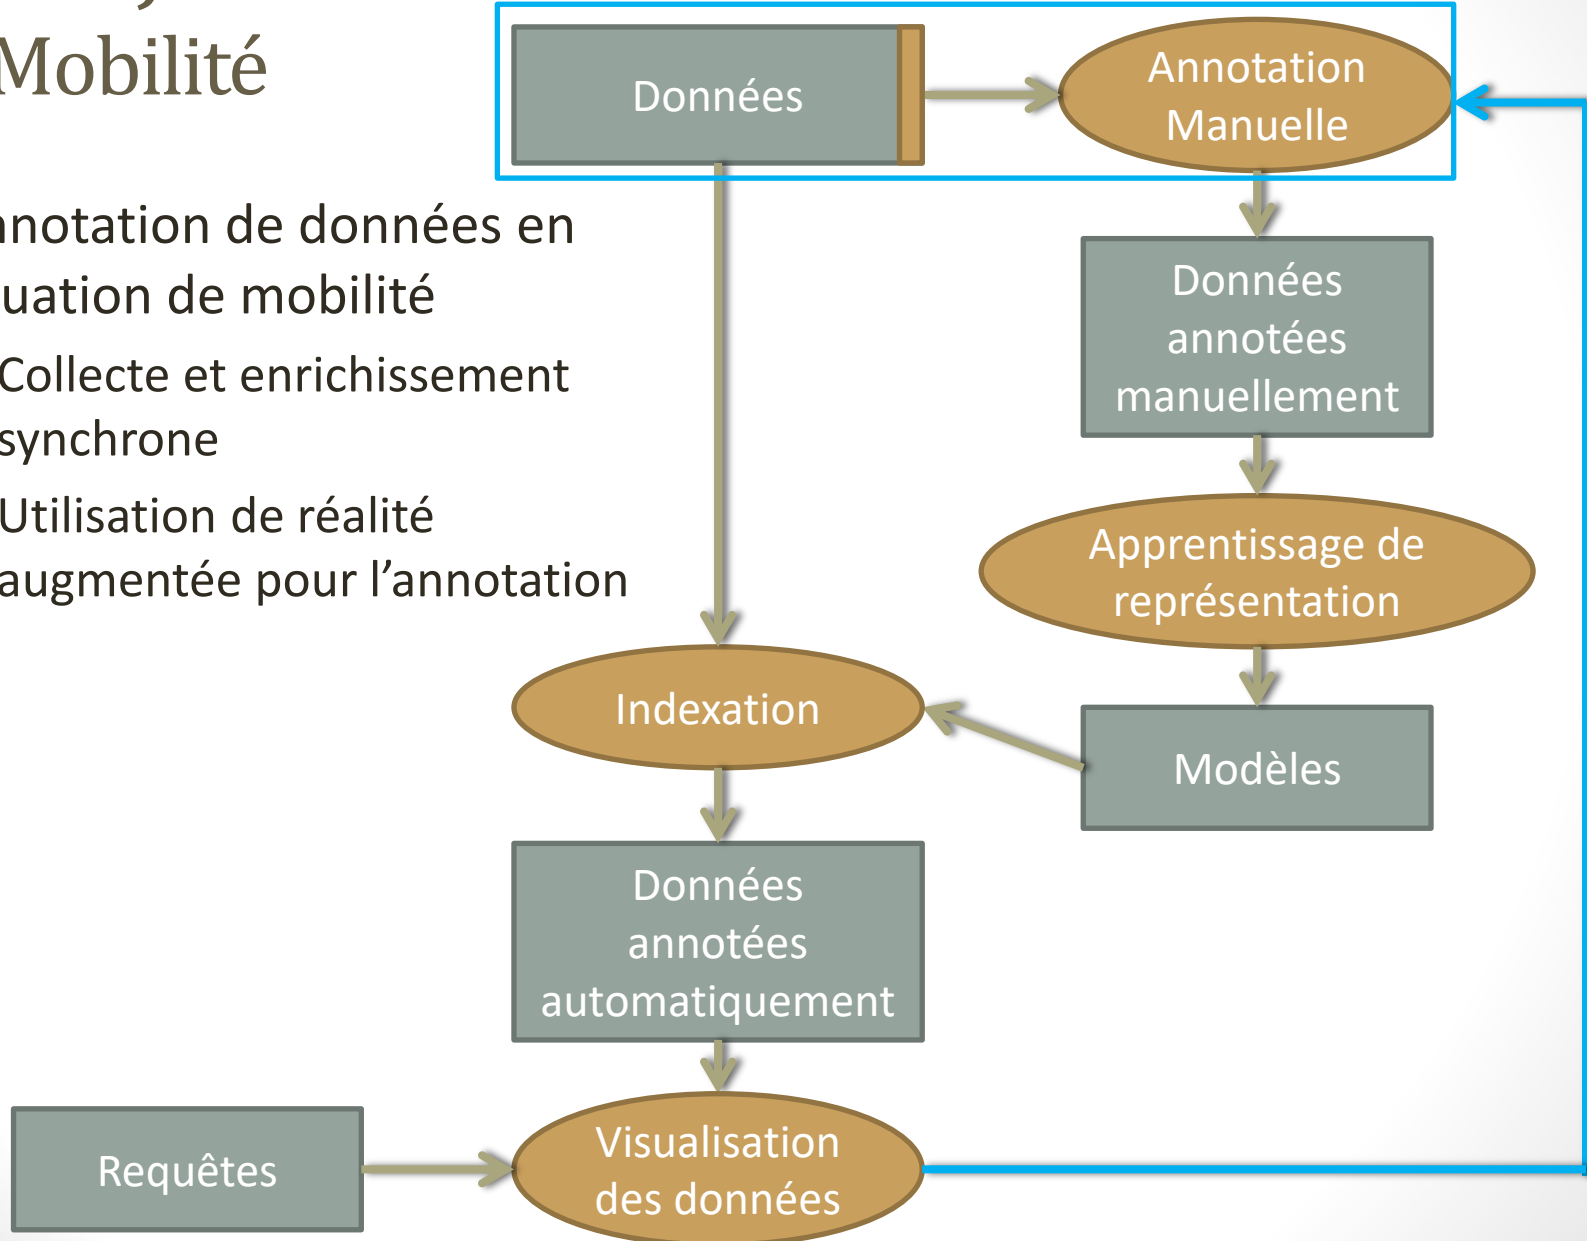 Mobilité
nnotation de données en
uation de mobilité
Collecte et enrichissement
synchrone
Utilisation de réalité
augmentée pour l’annotation
Données
Annotation
Manuelle
Données
annotées
manuellement
Apprentissage de
représentation
Modèles
Indexation
Données
annotées
automatiquement
Requêtes
Visualisation
des données